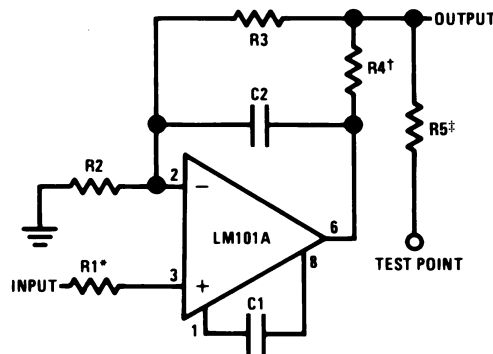 R3
OUTPUT
R4†
C2
R5‡
R2
2
−
LM101A
6
8
TEST POINT
INPUT
R1*
3
+
C1
1